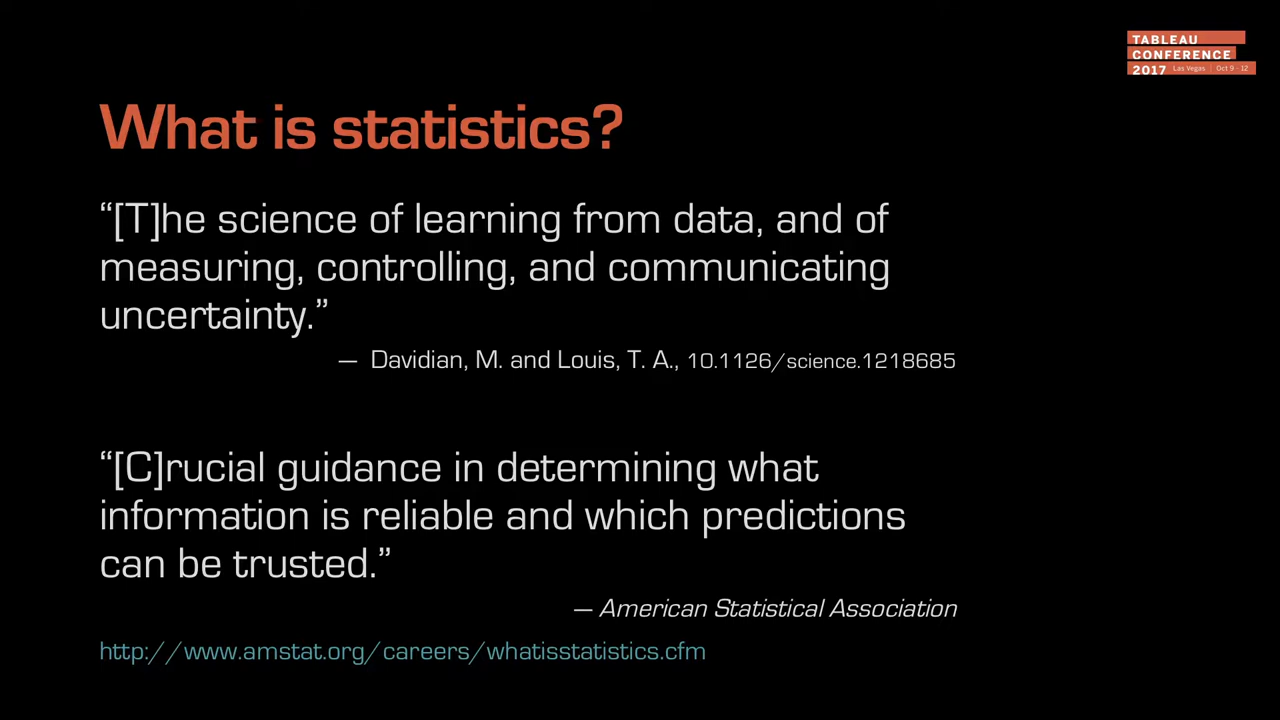 TABLEAU
CONFERENCE
2017 Las Vegas | Oct 9 - 12
What is statistics?
“[T]he science of learning from data, and of
measuring, controlling, and communicating
uncertainty.”
— Davidian, M. and Louis, T. A., 10.1126/science.1218685
“[C]rucial guidance in determining what
information is reliable and which predictions
can be trusted.”
— American Statistical Association
http://www.amstat.org/careers/whatisstatistics.cfm